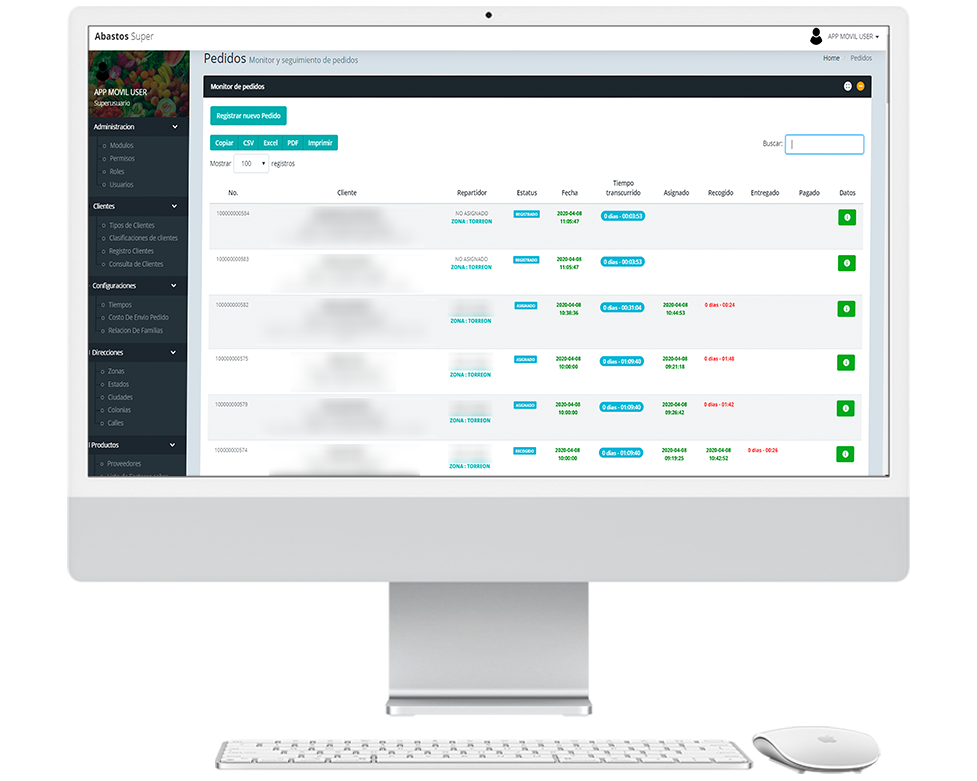 Abastos Super
APP MOVIL USER
Pedidos Monitor y seguimiento de pedidos
Home Pedidos
APP MOVIL USER
Superusuario
Administracion
Modulos
Permisos
Roles
Usuarios
Clientes
Tipos de Clientes
Clasificaciones de clientes
Registro Clientes
Consulta de Clientes
Configuraciones
Tiempos
Costo De Envio Pedido
Relacion De Familias
Direcciones
Zonas
Estados
Ciudades
Colonias
Calles
Productos
Proveedores
Monitor de pedidos
Registrar nuevo Pedido
Copiar CSV Excel PDF Imprimir
Buscar:
Mostrar 100 registros
No. Cliente Repartidor Estatus Fecha Tiempo transcurrido Asignado Recogido Entregado Pagado Datos
100000000584 NO ASIGNADO REGISTRADO 2020-04-08 0 dias - 00:03:53
ZONA : TORREON 11:05:47
100000000583 NO ASIGNADO REGISTRADO 2020-04-08 0 dias - 00:03:53
ZONA : TORREON 11:05:47
100000000582 ASIGNADO 2020-04-08 0 dias - 00:31:04 2020-04-08 0 dias - 00:24
ZONA : TORREON 10:38:36 10:44:53
100000000575 ASIGNADO 2020-04-08 0 dias - 01:09:40 2020-04-08 0 dias - 01:48
ZONA : TORREON 10:00:00 09:21:18
100000000579 ASIGNADO 2020-04-08 0 dias - 01:09:40 2020-04-08 0 dias - 01:42
ZONA : TORREON 10:00:00 09:26:42
100000000574 RECOGIDO 2020-04-08 0 dias - 01:09:40 2020-04-08 2020-04-08 0 dias - 00:26
ZONA : TORREON 10:00:00 09:19:25 10:42:52